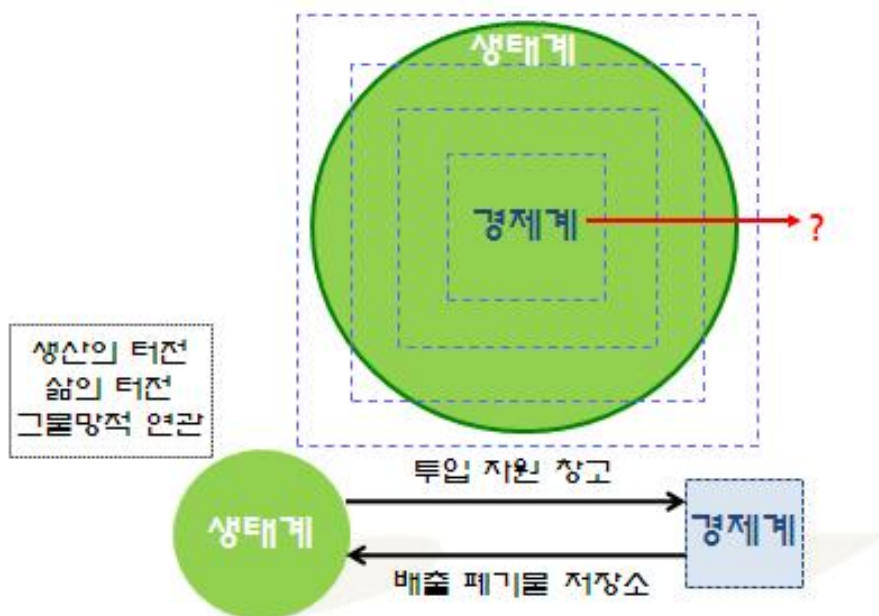 생태계
경제계
?
생산의 터전
삶의 터전
그물망적 연관
투입 자원 창고
생태계
경제계
배출 폐기물 저장소